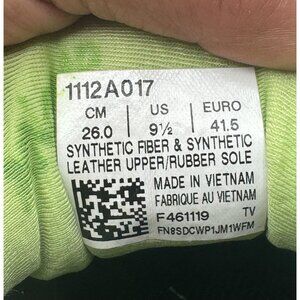 1112A017
CM US EURO
26.0 9½ 41.5
SYNTHETIC FIBER & SYNTHETIC
LEATHER UPPER/RUBBER SOLE
MADE IN VIETNAM
FABRIQUE AU VIETNAM
F461119 TV
FN8SDCWP1JM1WFM